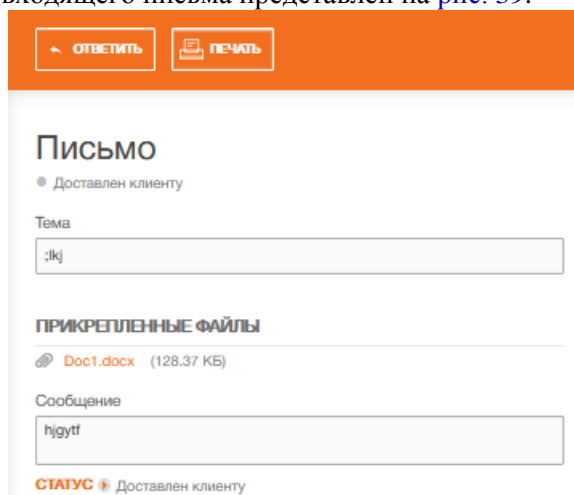 входящего письма представлен на рис. 39.
ОТВЕТИТЬ ПЕЧАТЬ
Письмо
Доставлен клиенту
Тема
;lkj
ПРИКРЕПЛЕННЫЕ ФАЙЛЫ
Doc1.docx (128.37 КБ)
Сообщение
hjgytf
СТАТУС Доставлен клиенту